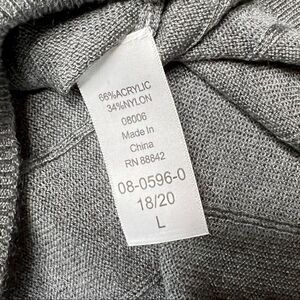 66%ACRYLIC
34%NYLON
08006
Made In
China
RN 88842
08-0596-0
18/20
L